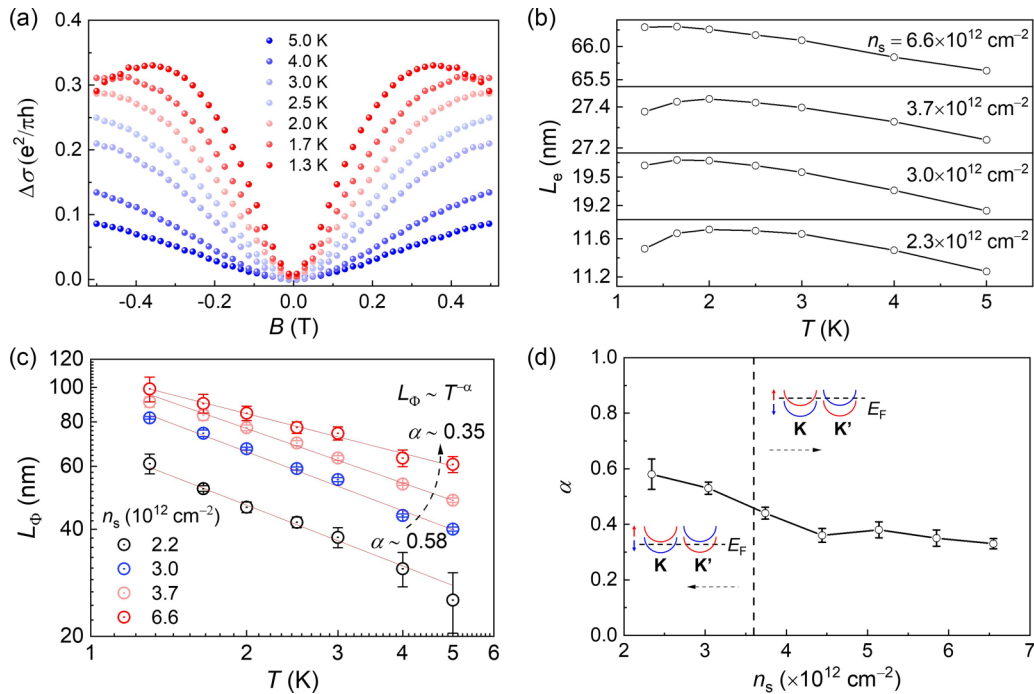 (a)
0.4
0.3
0.2
0.1
0.0
Δσ (e²/πh)
5.0 K
4.0 K
3.0 K
2.5 K
2.0 K
1.7 K
1.3 K
-0.4 -0.2 0.0 0.2 0.4
B (T)
(b)
66.0
65.5
nₛ = 6.6×10¹² cm⁻²
27.4
27.2
3.7×10¹² cm⁻²
19.5
19.2
3.0×10¹² cm⁻²
11.6
11.2
2.3×10¹² cm⁻²
Lₑ (nm)
1 2 3 4 5
T (K)
(c)
120
100
80
60
40
20
L_Φ (nm)
L_Φ ~ T^-α
α ~ 0.35
α ~ 0.58
nₛ (10¹² cm⁻²)
2.2
3.0
3.7
6.6
1 2 3 4 5 6
T (K)
(d)
1.0
0.8
0.6
0.4
0.2
0.0
α
K K' E_F
K K' E_F
2 3 4 5 6 7
nₛ (×10¹² cm⁻²)